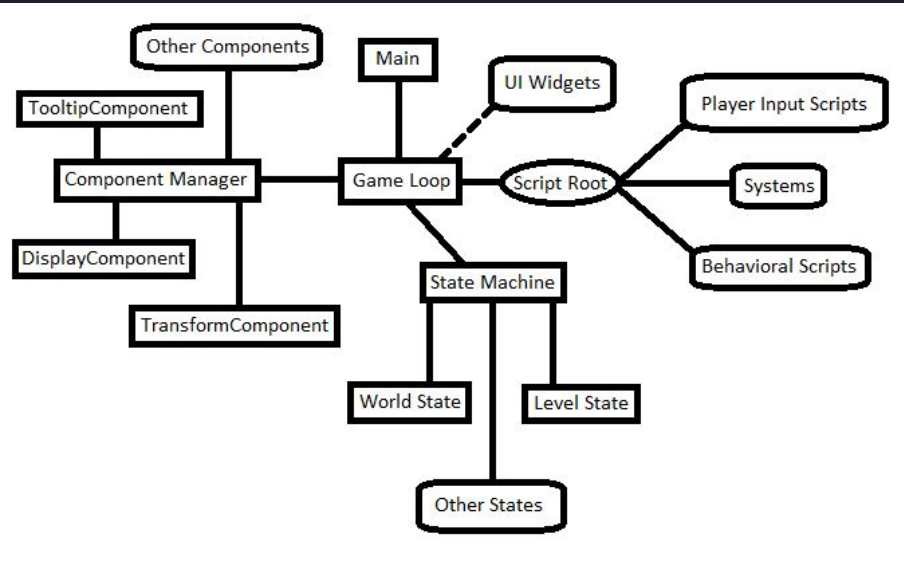 Other Components
Main
UI Widgets
TooltipComponent
Player Input Scripts
Component Manager
Game Loop
Script Root
Systems
DisplayComponent
Behavioral Scripts
State Machine
TransformComponent
World State
Level State
Other States